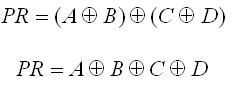 PR = (A ⊕ B) ⊕ (C ⊕ D)
PR = A ⊕ B ⊕ C ⊕ D